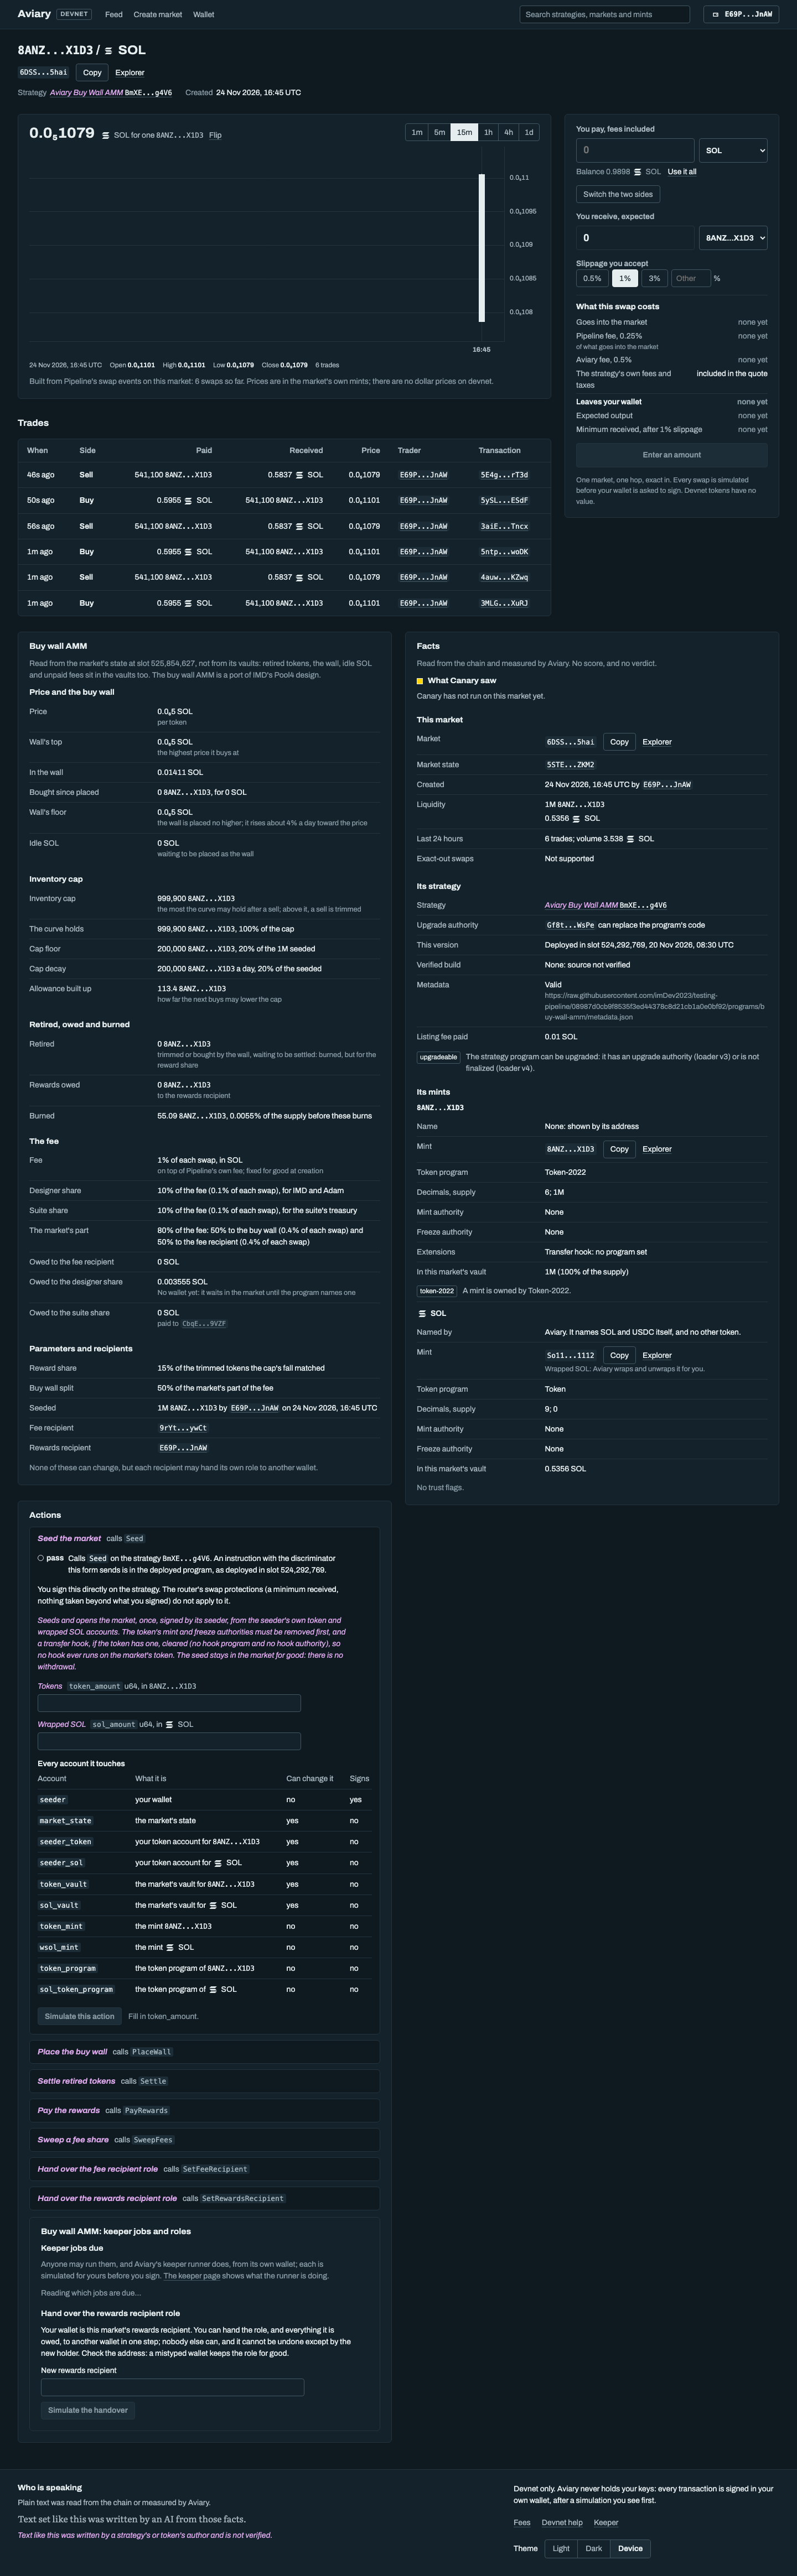 Aviary DEVNET Feed Create market Wallet Search strategies, markets and mints E69P...JnAW
8ANZ...X1D3 / SOL
6DSS...5hai Copy Explorer
Strategy Aviary Buy Wall AMM BmXE...g4V6 Created 24 Nov 2026, 16:45 UTC
0.0₅1079 SOL for one 8ANZ...X1D3 Flip
1m 5m 15m 1h 4h 1d
0.0₅11
0.0₅1095
0.0₅109
0.0₅1085
0.0₅108
16:45
24 Nov 2026, 16:45 UTC Open 0.0₅1101 High 0.0₅1101 Low 0.0₅1079 Close 0.0₅1079 6 trades
Built from Pipeline's swap events on this market: 6 swaps so far. Prices are in the market's own mints; there are no dollar prices on devnet.
You pay, fees included
0 SOL
Balance 0.9898 SOL Use it all
Switch the two sides
You receive, expected
0 8ANZ...X1D3
Slippage you accept
0.5% 1% 3% Other %
What this swap costs
Goes into the market none yet
Pipeline fee, 0.25% none yet
of what goes into the market
Aviary fee, 0.5% none yet
The strategy's own fees and included in the quote
taxes
Leaves your wallet none yet
Expected output none yet
Minimum received, after 1% slippage none yet
Enter an amount
One market, one hop, exact in. Every swap is simulated
before your wallet is asked to sign. Devnet tokens have no
value.
Trades
When Side Paid Received Price Trader Transaction
46s ago Sell 541,100 8ANZ...X1D3 0.5837 SOL 0.0₅1079 E69P...JnAW 5E4g...rT3d
50s ago Buy 0.5955 SOL 541,100 8ANZ...X1D3 0.0₅1101 E69P...JnAW 5ySL...ESdF
56s ago Sell 541,100 8ANZ...X1D3 0.5837 SOL 0.0₅1079 E69P...JnAW 3aiE...Tncx
1m ago Buy 0.5955 SOL 541,100 8ANZ...X1D3 0.0₅1101 E69P...JnAW 5ntp...woDK
1m ago Sell 541,100 8ANZ...X1D3 0.5837 SOL 0.0₅1079 E69P...JnAW 4auw...KZwq
1m ago Buy 0.5955 SOL 541,100 8ANZ...X1D3 0.0₅1101 E69P...JnAW 3MLG...XuRJ
Buy wall AMM
Read from the market's state at slot 525,854,627, not from its vaults: retired tokens, the wall, idle SOL
and unpaid fees sit in the vaults too. The buy wall AMM is a port of IMD's Pool4 design.
Price and the buy wall
Price 0.0₅5 SOL
per token
Wall's top 0.0₅5 SOL
the highest price it buys at
In the wall 0.01411 SOL
Bought since placed 0 8ANZ...X1D3, for 0 SOL
Wall's floor 0.0₅5 SOL
the wall is placed no higher; it rises about 4% a day toward the price
Idle SOL 0 SOL
waiting to be placed as the wall
Inventory cap
Inventory cap 999,900 8ANZ...X1D3
the most the curve may hold after a sell; above it, a sell is trimmed
The curve holds 999,900 8ANZ...X1D3, 100% of the cap
Cap floor 200,000 8ANZ...X1D3, 20% of the 1M seeded
Cap decay 200,000 8ANZ...X1D3 a day, 20% of the seeded
Allowance built up 113.4 8ANZ...X1D3
how far the next buys may lower the cap
Retired, owed and burned
Retired 0 8ANZ...X1D3
trimmed or bought by the wall, waiting to be settled: burned, but for the
reward share
Rewards owed 0 8ANZ...X1D3
to the rewards recipient
Burned 55.09 8ANZ...X1D3, 0.0055% of the supply before these burns
The fee
Fee 1% of each swap, in SOL
on top of Pipeline's own fee; fixed for good at creation
Designer share 10% of the fee (0.1% of each swap), for IMD and Adam
Suite share 10% of the fee (0.1% of each swap), for the suite's treasury
The market's part 80% of the fee: 50% to the buy wall (0.4% of each swap) and
50% to the fee recipient (0.4% of each swap)
Owed to the fee recipient 0 SOL
Owed to the designer share 0.003555 SOL
No wallet yet: it waits in the market until the program names one
Owed to the suite share 0 SOL
paid to CbqE...9VZF
Parameters and recipients
Reward share 15% of the trimmed tokens the cap's fall matched
Buy wall split 50% of the market's part of the fee
Seeded 1M 8ANZ...X1D3 by E69P...JnAW on 24 Nov 2026, 16:45 UTC
Fee recipient 9rYt...ywCt
Rewards recipient E69P...JnAW
None of these can change, but each recipient may hand its own role to another wallet.
Facts
Read from the chain and measured by Aviary. No score, and no verdict.
What Canary saw
Canary has not run on this market yet.
This market
Market 6DSS...5hai Copy Explorer
Market state 5STE...ZKM2
Created 24 Nov 2026, 16:45 UTC by E69P...JnAW
Liquidity 1M 8ANZ...X1D3
0.5356 SOL
Last 24 hours 6 trades; volume 3.538 SOL
Exact-out swaps Not supported
Its strategy
Strategy Aviary Buy Wall AMM BmXE...g4V6
Upgrade authority Gf8t...WsPe can replace the program's code
This version Deployed in slot 524,292,769, 20 Nov 2026, 08:30 UTC
Verified build None: source not verified
Metadata Valid
https://raw.githubusercontent.com/imDev2023/testing-
pipeline/08987d0cb9f8535f3ed44378c8d21cb1a0e0bf92/programs/b
uy-wall-amm/metadata.json
Listing fee paid 0.01 SOL
upgradeable The strategy program can be upgraded: it has an upgrade authority (loader v3) or is not
finalized (loader v4).
Its mints
8ANZ...X1D3
Name None: shown by its address
Mint 8ANZ...X1D3 Copy Explorer
Token program Token-2022
Decimals, supply 6; 1M
Mint authority None
Freeze authority None
Extensions Transfer hook: no program set
In this market's vault 1M (100% of the supply)
token-2022 A mint is owned by Token-2022.
SOL
Named by Aviary. It names SOL and USDC itself, and no other token.
Mint So11...1112 Copy Explorer
Wrapped SOL: Aviary wraps and unwraps it for you.
Token program Token
Decimals, supply 9; 0
Mint authority None
Freeze authority None
In this market's vault 0.5356 SOL
No trust flags.
Actions
Seed the market calls Seed
pass Calls Seed on the strategy BmXE...g4V6. An instruction with the discriminator
this form sends is in the deployed program, as deployed in slot 524,292,769.
You sign this directly on the strategy. The router's swap protections (a minimum received,
nothing taken beyond what you signed) do not apply to it.
Seeds and opens the market, once, signed by its seeder, from the seeder's own token and
wrapped SOL accounts. The token's mint and freeze authorities must be removed first, and
a transfer hook, if the token has one, cleared (no hook program and no hook authority), so
no hook ever runs on the market's token. The seed stays in the market for good: there is no
withdrawal.
Tokens token_amount u64, in 8ANZ...X1D3
Wrapped SOL sol_amount u64, in SOL
Every account it touches
Account What it is Can change it Signs
seeder your wallet no yes
market_state the market's state yes no
seeder_token your token account for 8ANZ...X1D3 yes no
seeder_sol your token account for SOL yes no
token_vault the market's vault for 8ANZ...X1D3 yes no
sol_vault the market's vault for SOL yes no
token_mint the mint 8ANZ...X1D3 no no
wsol_mint the mint SOL no no
token_program the token program of 8ANZ...X1D3 no no
sol_token_program the token program of SOL no no
Simulate this action Fill in token_amount.
Place the buy wall calls PlaceWall
Settle retired tokens calls Settle
Pay the rewards calls PayRewards
Sweep a fee share calls SweepFees
Hand over the fee recipient role calls SetFeeRecipient
Hand over the rewards recipient role calls SetRewardsRecipient
Buy wall AMM: keeper jobs and roles
Keeper jobs due
Anyone may run them, and Aviary's keeper runner does, from its own wallet; each is
simulated for yours before you sign. The keeper page shows what the runner is doing.
Reading which jobs are due...
Hand over the rewards recipient role
Your wallet is this market's rewards recipient. You can hand the role, and everything it is
owed, to another wallet in one step; nobody else can, and it cannot be undone except by the
new holder. Check the address: a mistyped wallet keeps the role for good.
New rewards recipient
Simulate the handover
Who is speaking
Plain text was read from the chain or measured by Aviary.
Text set like this was written by an AI from those facts.
Text like this was written by a strategy's or token's author and is not verified.
Devnet only. Aviary never holds your keys: every transaction is signed in your
own wallet, after a simulation you see first.
Fees Devnet help Keeper
Theme Light Dark Device